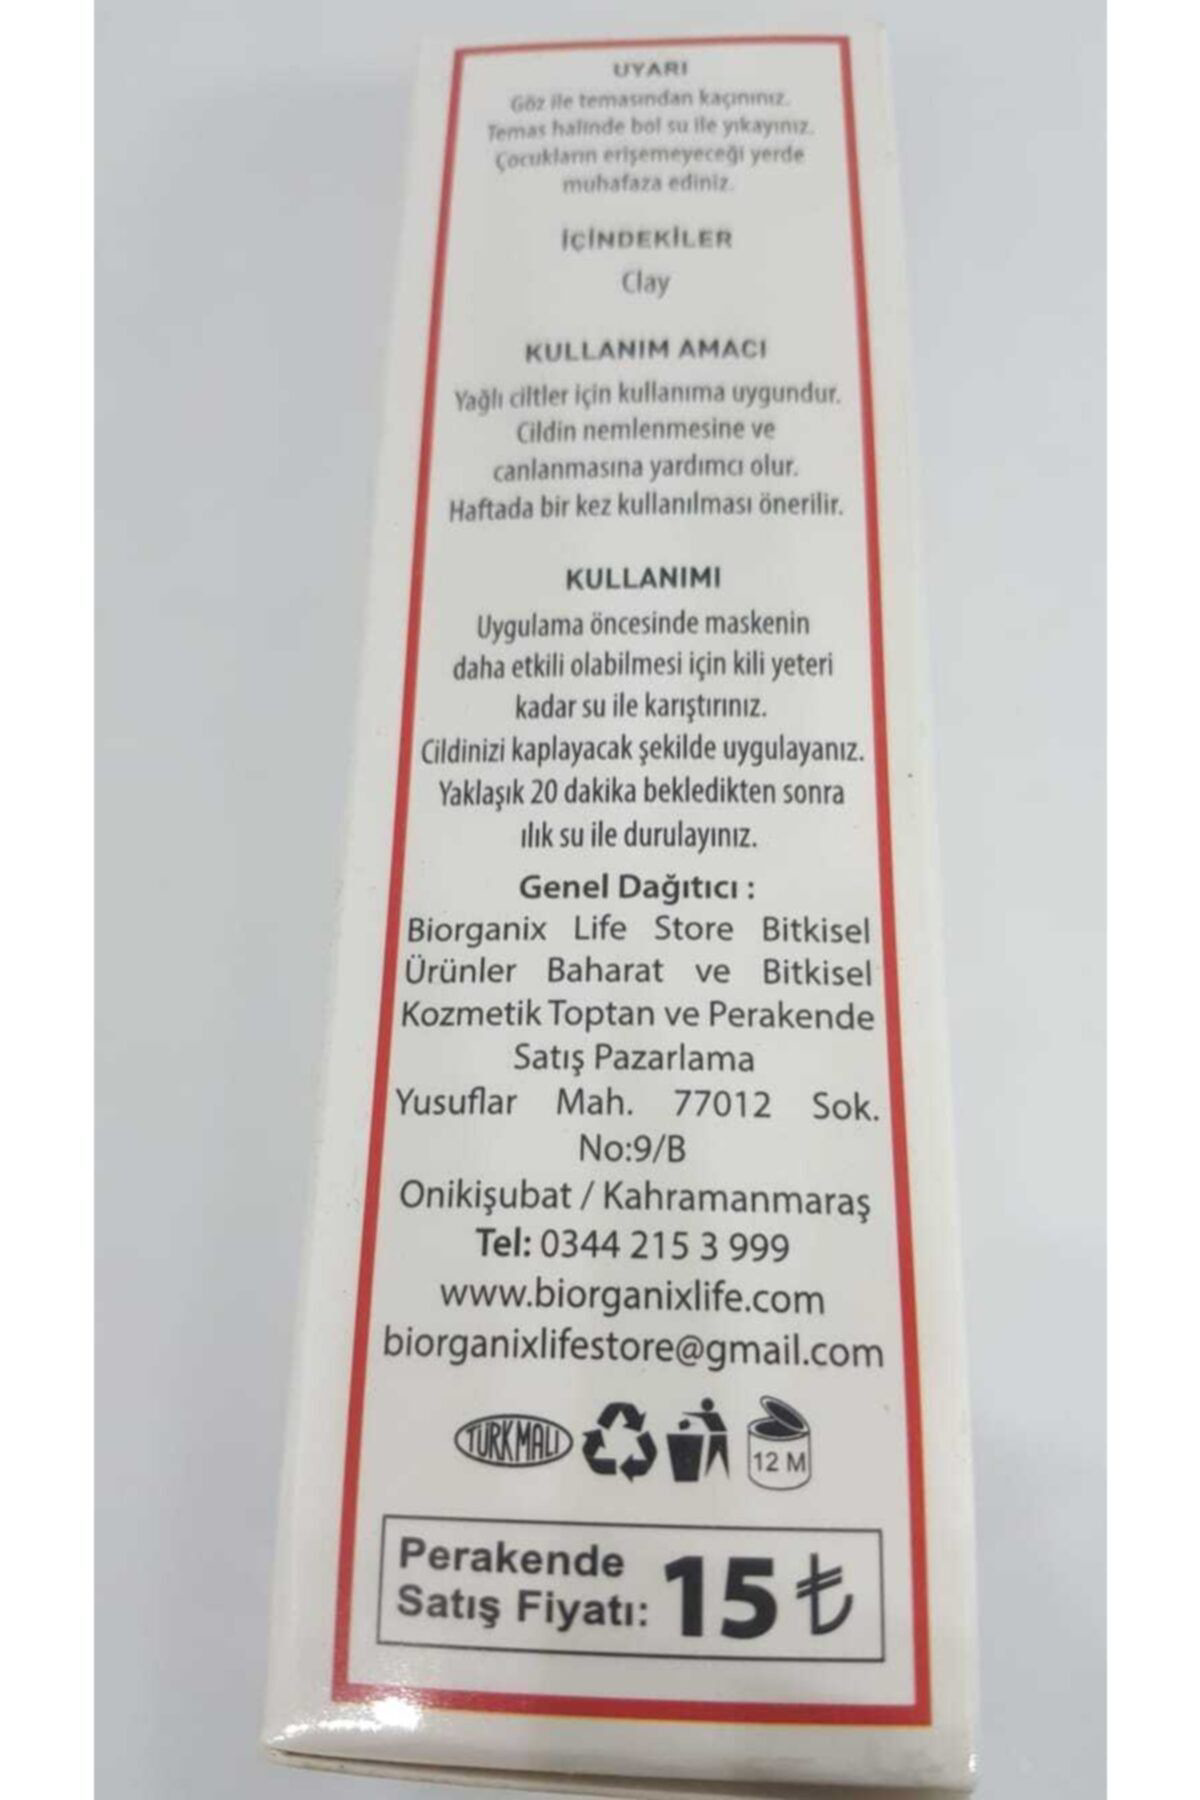 UYARI
Göz ile temasından kaçınınız.
Temas halinde bol su ile yıkayınız.
Çocukların erişemeyeceği yerde
muhafaza ediniz.
İÇİNDEKİLER
Clay
KULLANIM AMACI
Yağlı ciltler için kullanıma uygundur.
Cildin nemlenmesine ve
canlanmasına yardımcı olur.
Haftada bir kez kullanılması önerilir.
KULLANIMI
Uygulama öncesinde maskenin
daha etkili olabilmesi için kili yeteri
kadar su ile karıştırınız.
Cildinizi kaplayacak şekilde uygulayanız.
Yaklaşık 20 dakika bekledikten sonra
ılık su ile durulayınız.
Genel Dağıtıcı :
Biorganix Life Store Bitkisel
Ürünler Baharat ve Bitkisel
Kozmetik Toptan ve Perakende
Satış Pazarlama
Yusuflar Mah. 77012 Sok.
No:9/B
Onikişubat / Kahramanmaraş
Tel: 0344 215 3 999
www.biorganixlife.com
biorganixlifestore@gmail.com
TÜRK MALI 12 M
Perakende
Satış Fiyatı: 15 ₺